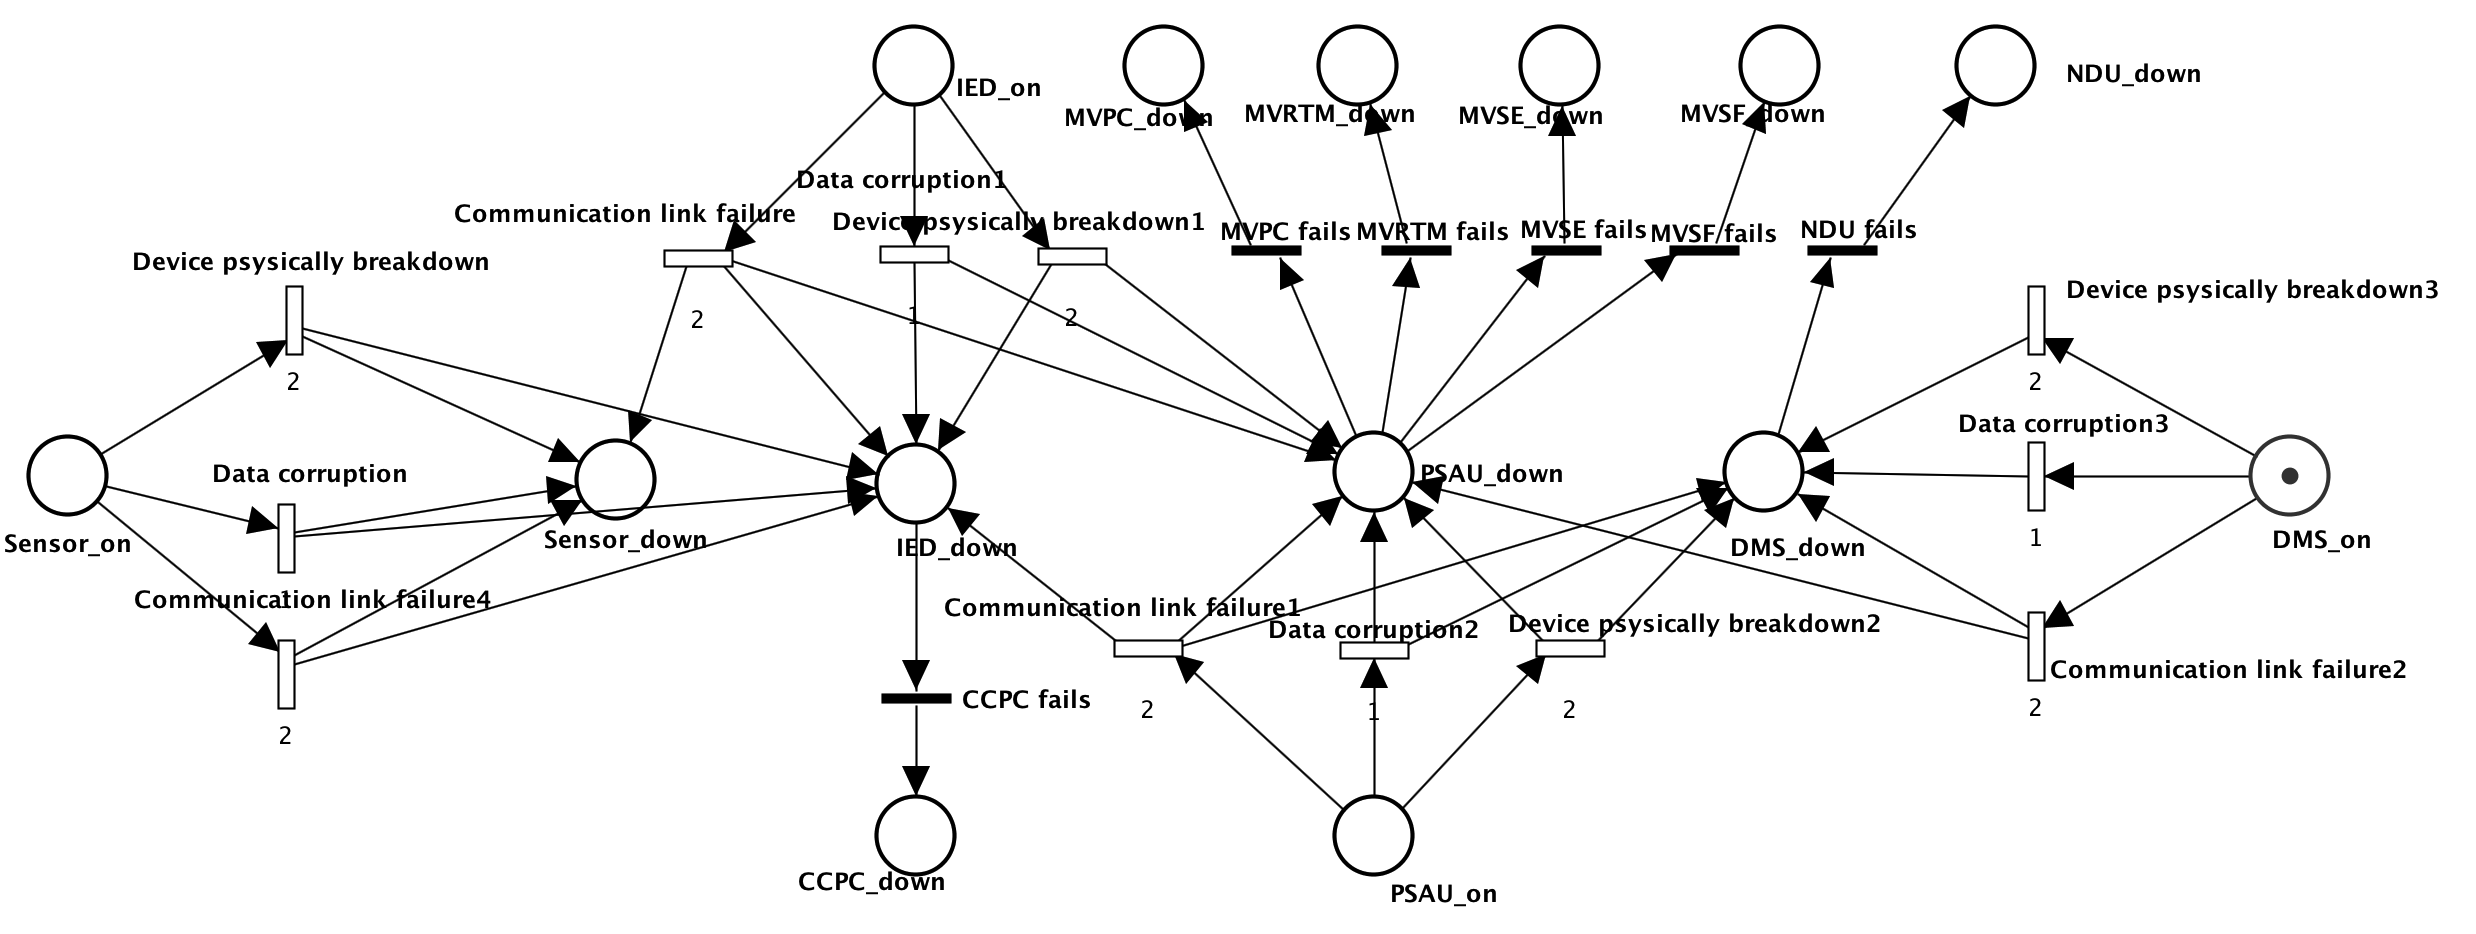 NDU_down
IED_on
MVPC_down
MVRTM_down
MVSE_down
MVSF_down
Data corruption1
Communication link failure
Device psysically breakdown1
MVPC fails
MVRTM fails
MVSE fails
MVSF fails
NDU fails
Device psysically breakdown
Device psysically breakdown3
2
1
2
2
2
Data corruption3
Data corruption
PSAU_down
Sensor_on
Sensor_down
IED_down
DMS_down
1
DMS_on
Communication link failure4
1
Communication link failure1
Data corruption2
Device psysically breakdown2
Communication link failure2
CCPC fails
2
2
1
2
2
CCPC_down
PSAU_on